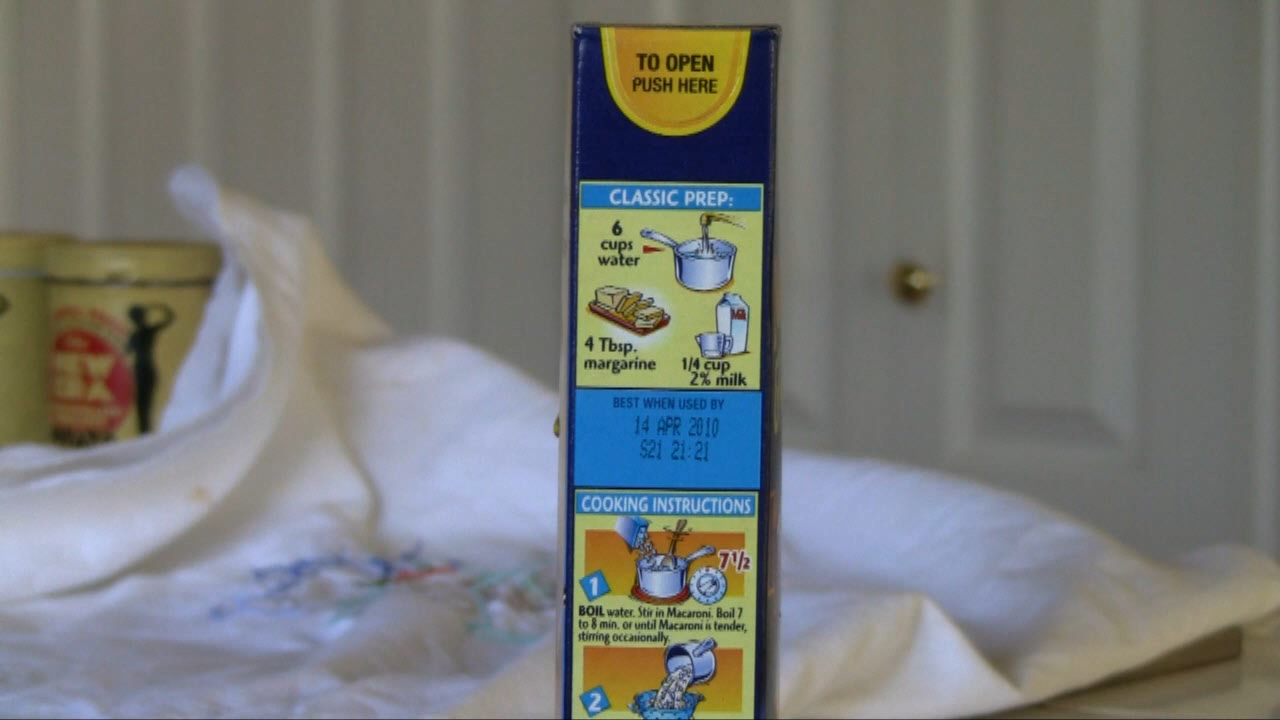 TO OPEN
PUSH HERE
CLASSIC PREP:
6
cups
water
4 Tbsp.
margarine
1/4 cup
2% milk
BEST WHEN USED BY
14 APR 2010
S21 21:21
COOKING INSTRUCTIONS
7 1/2
1
BOIL water. Stir in Macaroni. Boil 7
to 8 min. or until Macaroni is tender,
stirring occasionally.
2